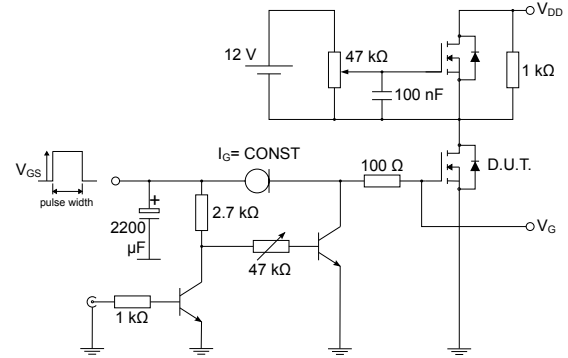 V_DD
12 V
47 kΩ
1 kΩ
100 nF
I_G= CONST
V_GS
pulse width
+
2200
μF
2.7 kΩ
100 Ω
D.U.T.
V_G
47 kΩ
1 kΩ